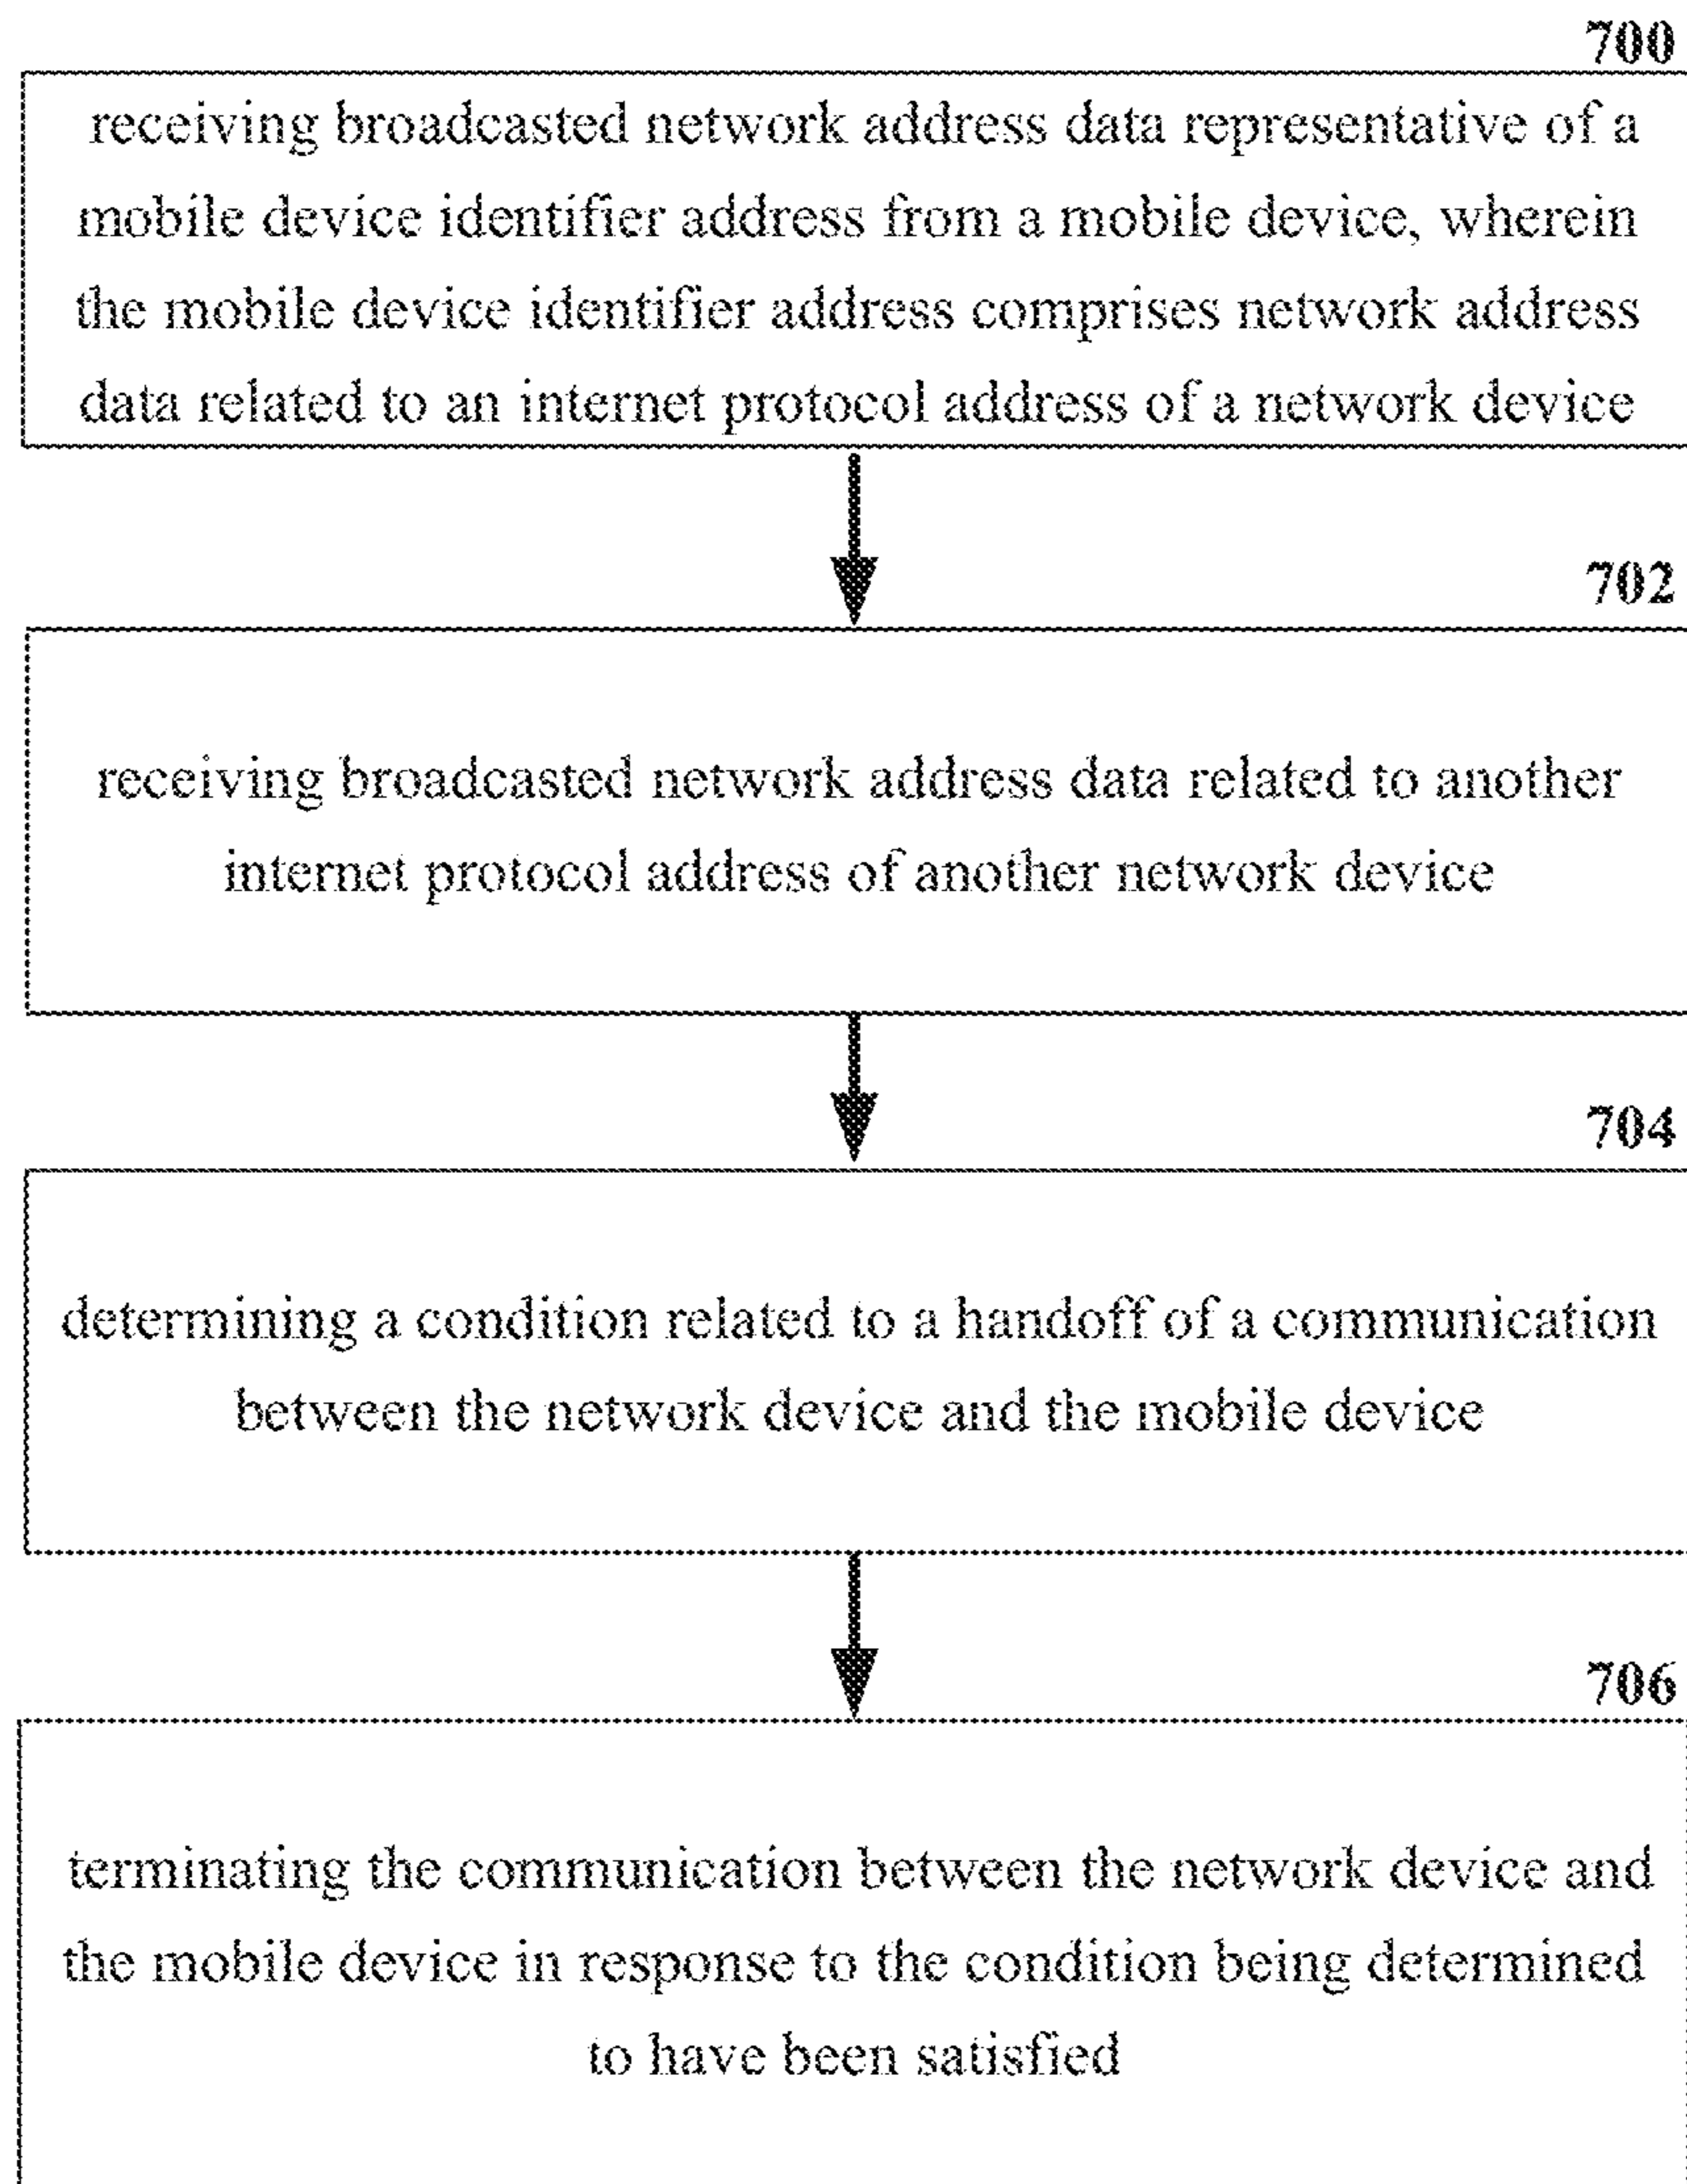 700
receiving broadcasted network address data representative of a
mobile device identifier address from a mobile device, wherein
the mobile device identifier address comprises network address
data related to an internet protocol address of a network device
702
receiving broadcasted network address data related to another
internet protocol address of another network device
704
determining a condition related to a handoff of a communication
between the network device and the mobile device
706
terminating the communication between the network device and
the mobile device in response to the condition being determined
to have been satisfied